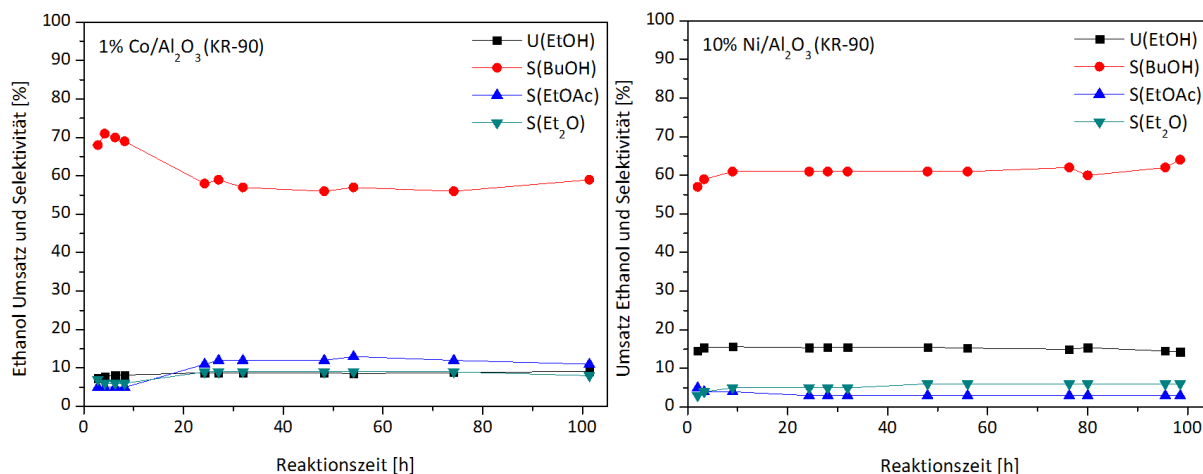 Ethanol Umsatz und Selektivität [%]
100
90
80
70
60
50
40
30
20
10
0
1% Co/Al₂O₃(KR-90)
U(EtOH)
S(BuOH)
S(EtOAc)
S(Et₂O)
0
20
40
60
80
100
Reaktionszeit [h]
Umsatz Ethanol und Selektivität [%]
100
90
80
70
60
50
40
30
20
10
0
10% Ni/Al₂O₃(KR-90)
U(EtOH)
S(BuOH)
S(EtOAc)
S(Et₂O)
0
20
40
60
80
100
Reaktionszeit [h]